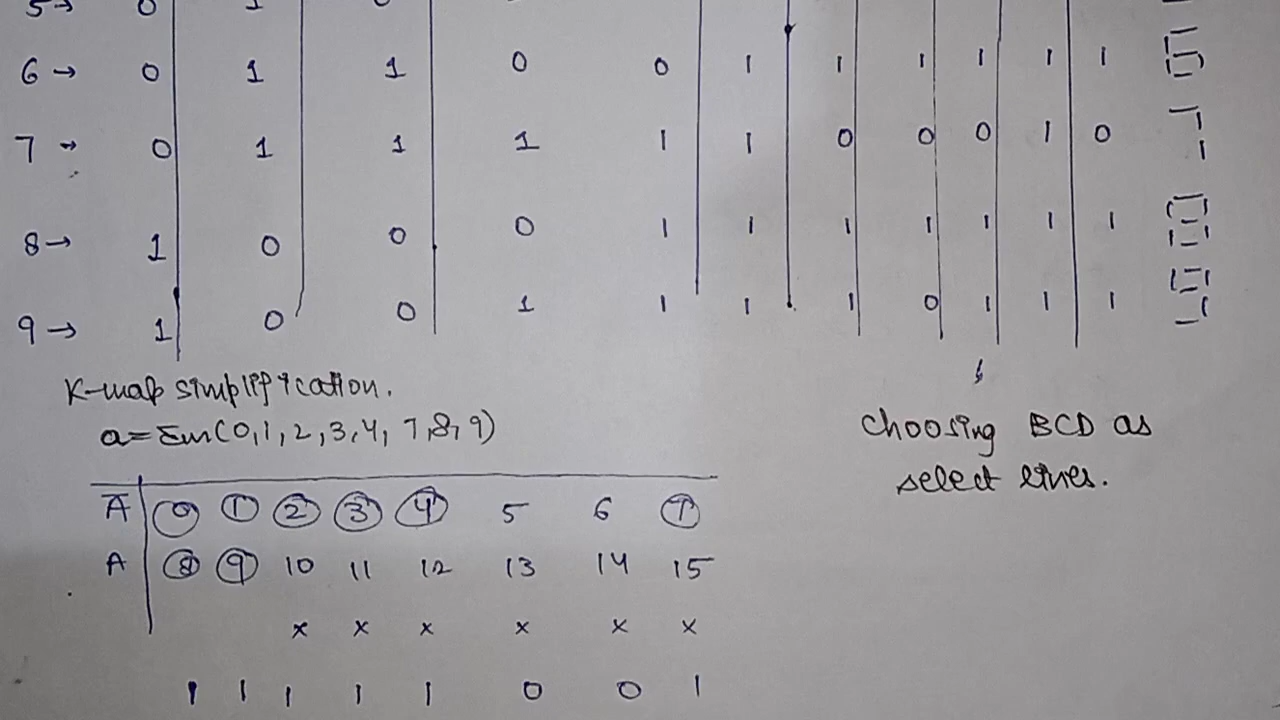 5→ 0 1 0
6→ 0 1 1 0 0 1 1 1 1 1 1
7→ 0 1 1 1 1 1 0 0 0 1 0
8→ 1 0 0 0 1 1 1 1 1 1 1
9→ 1 0 0 1 1 1 1 0 1 1 1
K-map simplification.
a=Σm(0,1,2,3,4,7,8,9)
choosing BCD as
select lines.
A̅ 0 1 2 3 4 5 6 7
A 8 9 10 11 12 13 14 15
x x x x x x
1 1 1 1 1 0 0 1